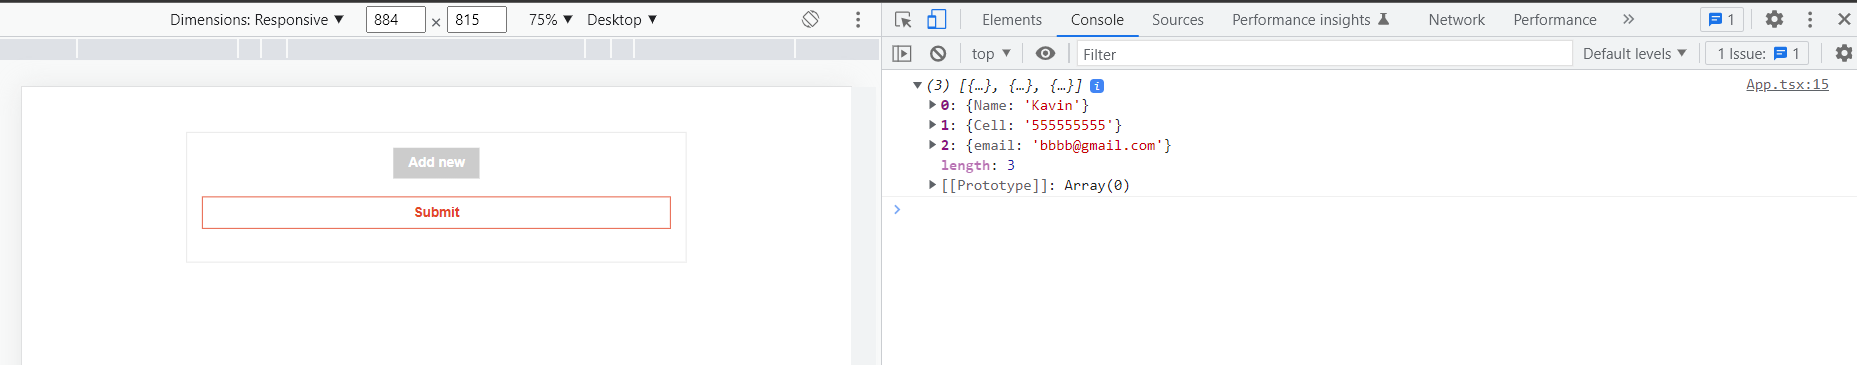 Dimensions: Responsive ▼ 884 × 815 75% ▼ Desktop ▼
Elements Console Sources Performance insights Network Performance » 1
top ▼ Filter Default levels ▼ 1 Issue: 1
▼(3) [{…}, {…}, {…}] i App.tsx:15
▶0: {Name: 'Kavin'}
▶1: {Cell: '555555555'}
▶2: {email: 'bbbb@gmail.com'}
length: 3
▶[[Prototype]]: Array(0)
>
Add new
Submit